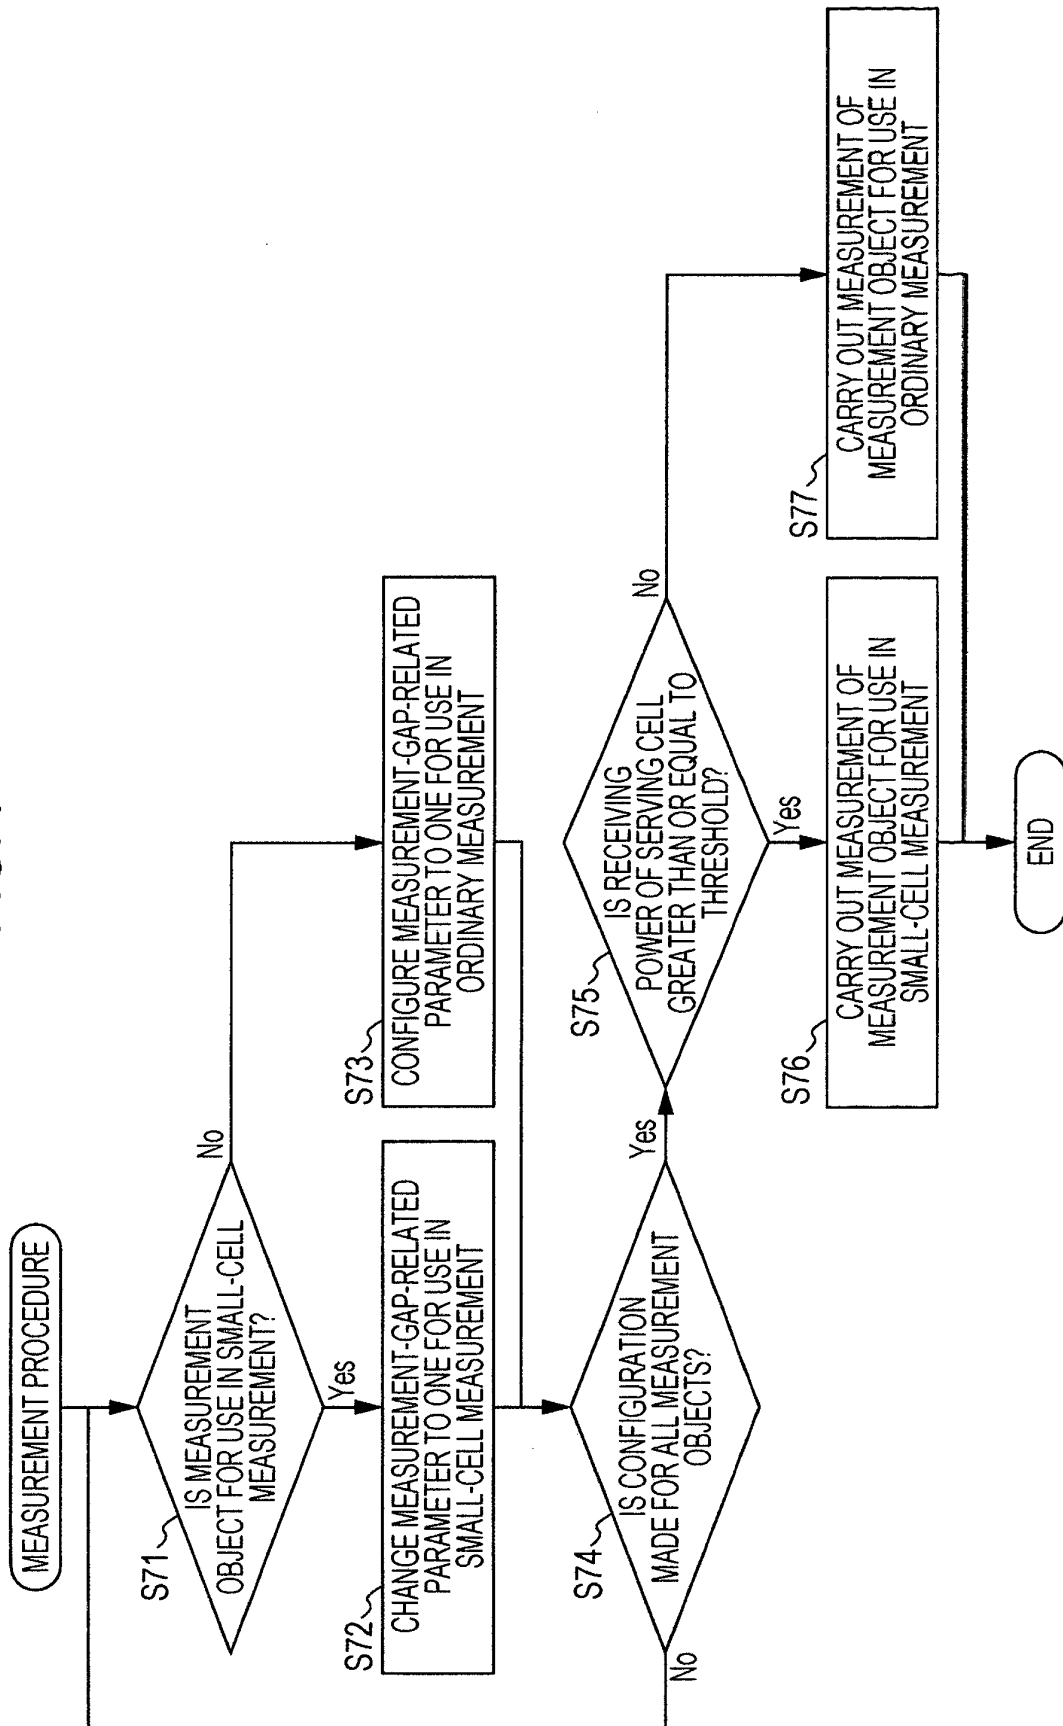 MEASUREMENT PROCEDURE
S71
IS MEASUREMENT
OBJECT FOR USE IN SMALL-CELL
MEASUREMENT?
No
Yes
S72
CHANGE MEASUREMENT-GAP-RELATED
PARAMETER TO ONE FOR USE IN
SMALL-CELL MEASUREMENT
S73
CONFIGURE MEASUREMENT-GAP-RELATED
PARAMETER TO ONE FOR USE IN
ORDINARY MEASUREMENT
S74
IS CONFIGURATION
MADE FOR ALL MEASUREMENT
OBJECTS?
No
Yes
S75
IS RECEIVING
POWER OF SERVING CELL
GREATER THAN OR EQUAL TO
THRESHOLD?
No
Yes
S76
CARRY OUT MEASUREMENT OF
MEASUREMENT OBJECT FOR USE IN
SMALL-CELL MEASUREMENT
S77
CARRY OUT MEASUREMENT OF
MEASUREMENT OBJECT FOR USE IN
ORDINARY MEASUREMENT
END